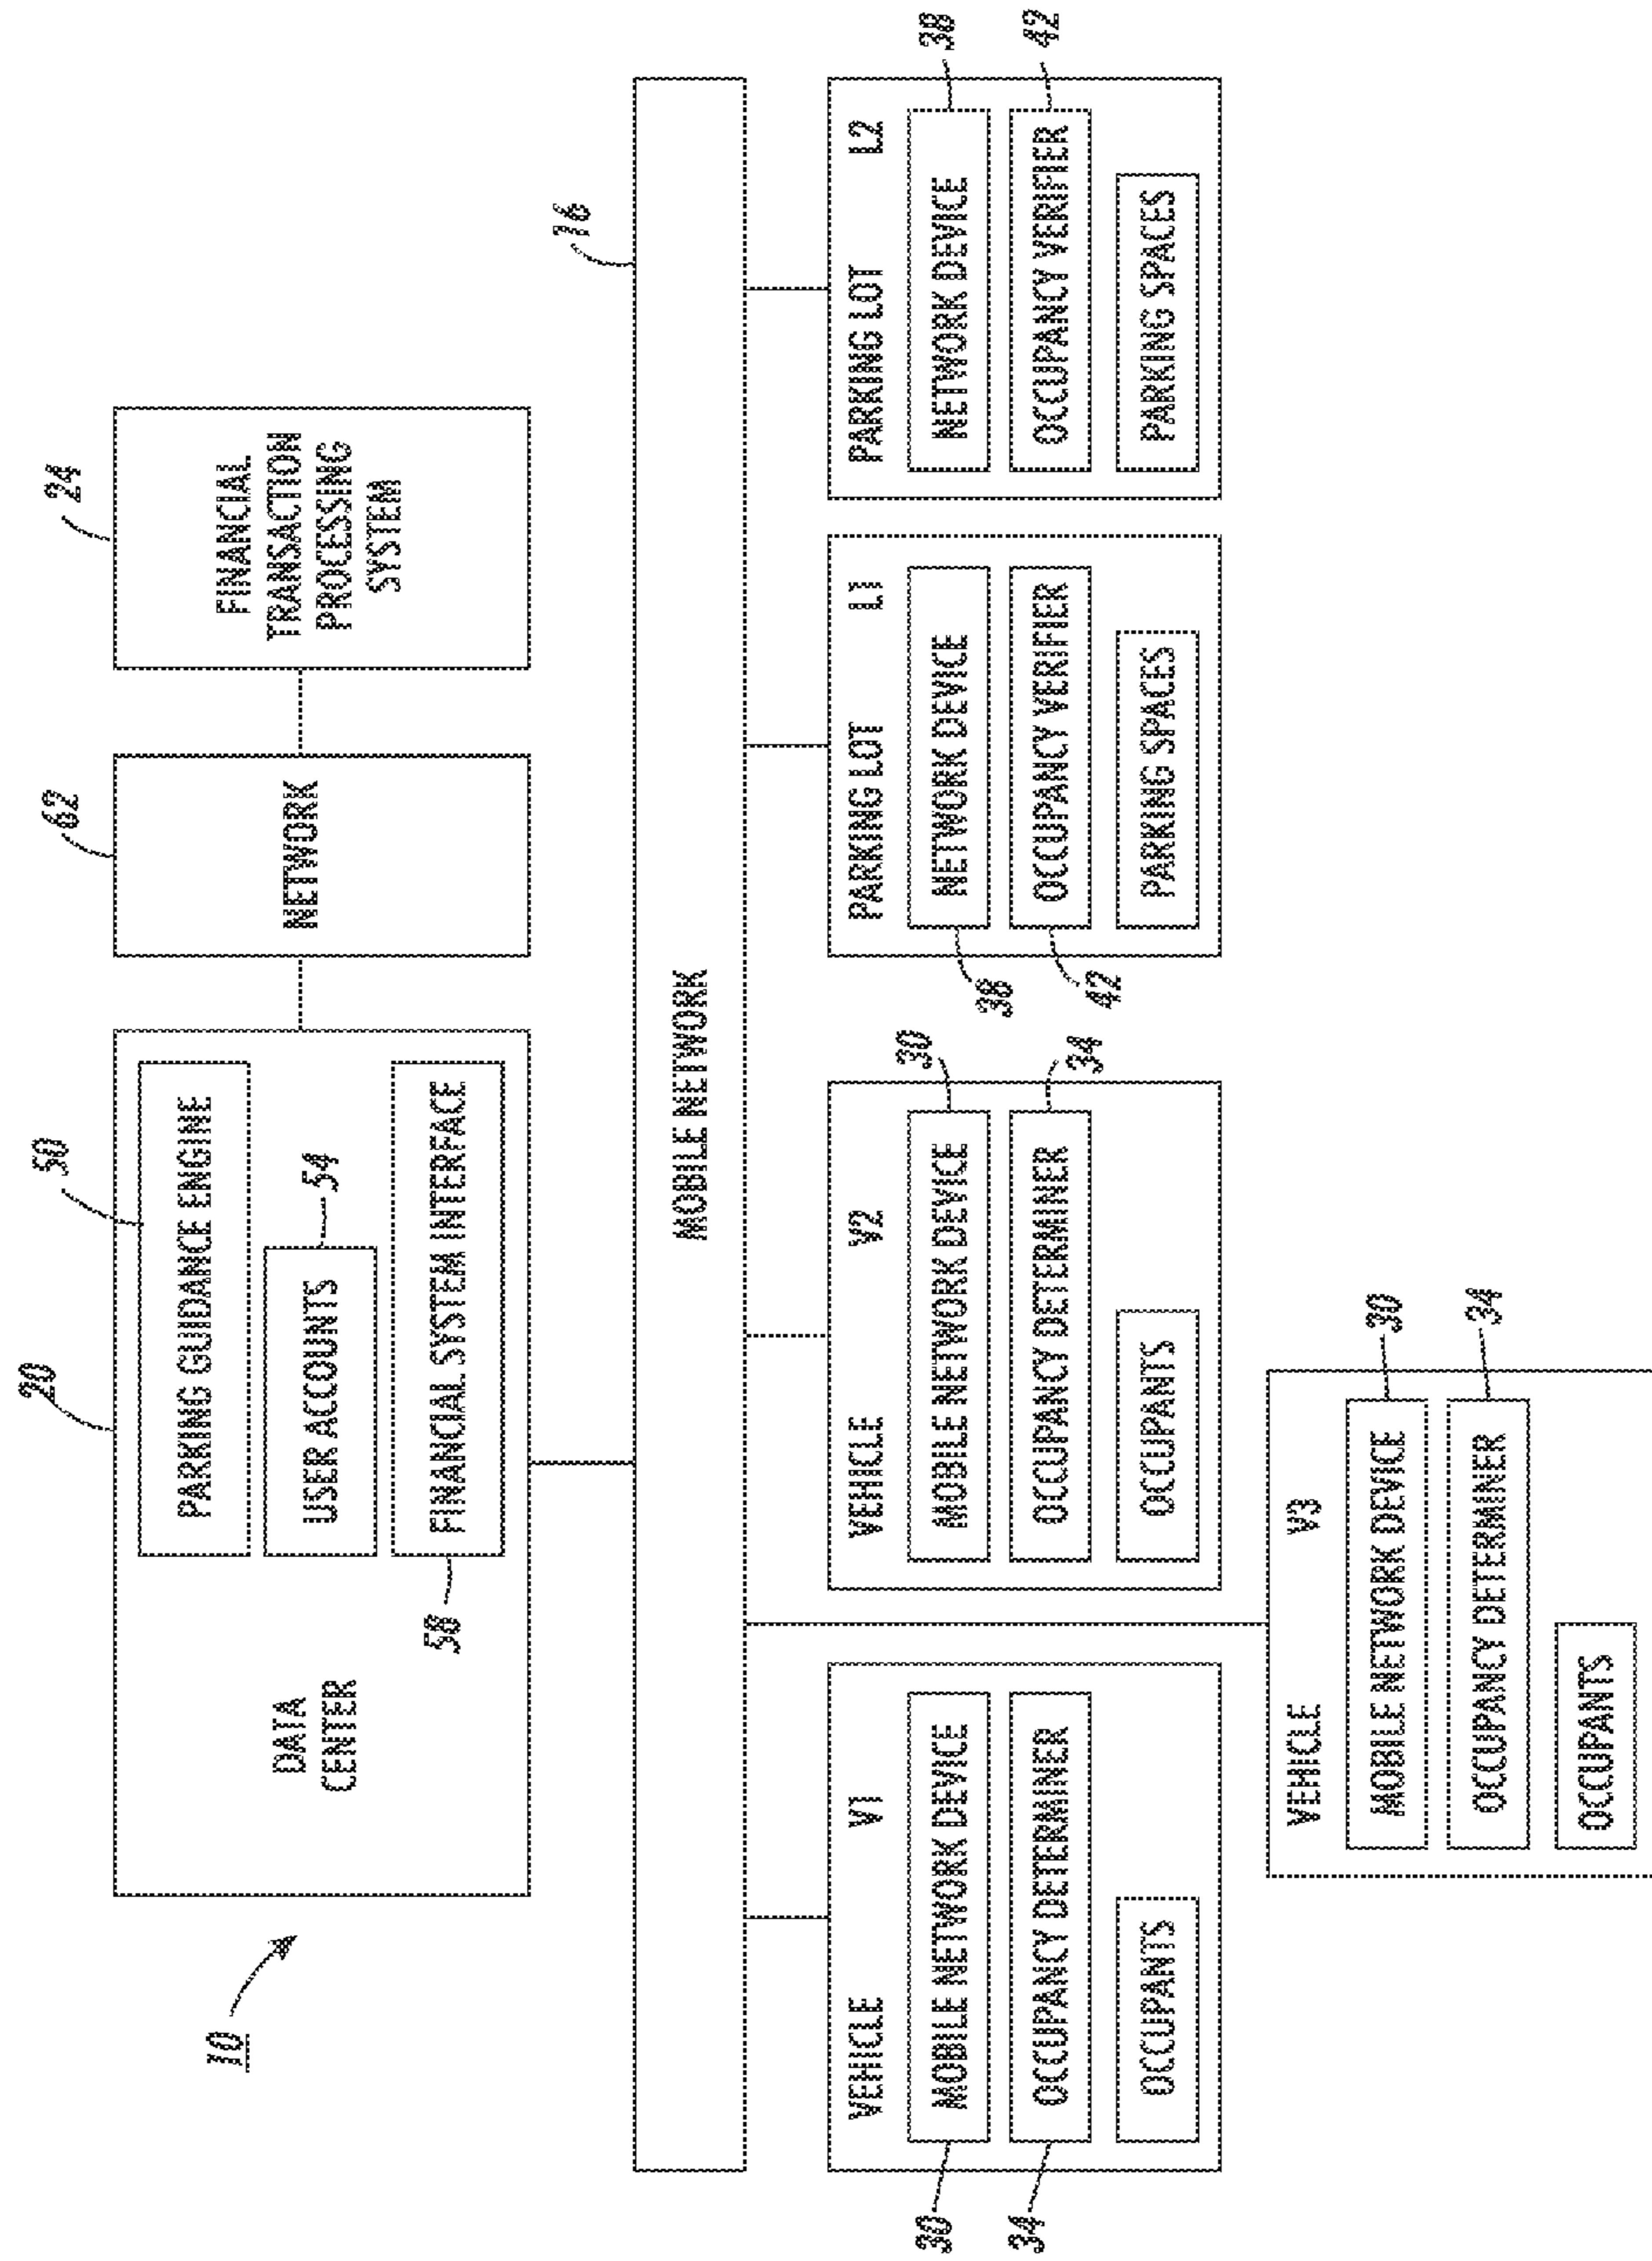 10
20
50
62
24
DATA
CENTER
PARKING GUIDANCE ENGINE
USER ACCOUNTS
54
FINANCIAL SYSTEM INTERFACE
58
NETWORK
FINANCIAL
TRANSACTION
PROCESSING
SYSTEM
16
MOBILE NETWORK
VEHICLE V1
30
MOBILE NETWORK DEVICE
34
OCCUPANCY DETERMINER
OCCUPANTS
VEHICLE V2
MOBILE NETWORK DEVICE
30
OCCUPANCY DETERMINER
34
OCCUPANTS
PARKING LOT L1
NETWORK DEVICE
38
OCCUPANCY VERIFIER
42
PARKING SPACES
PARKING LOT L2
NETWORK DEVICE
38
OCCUPANCY VERIFIER
42
PARKING SPACES
VEHICLE V3
MOBILE NETWORK DEVICE
30
OCCUPANCY DETERMINER
34
OCCUPANTS